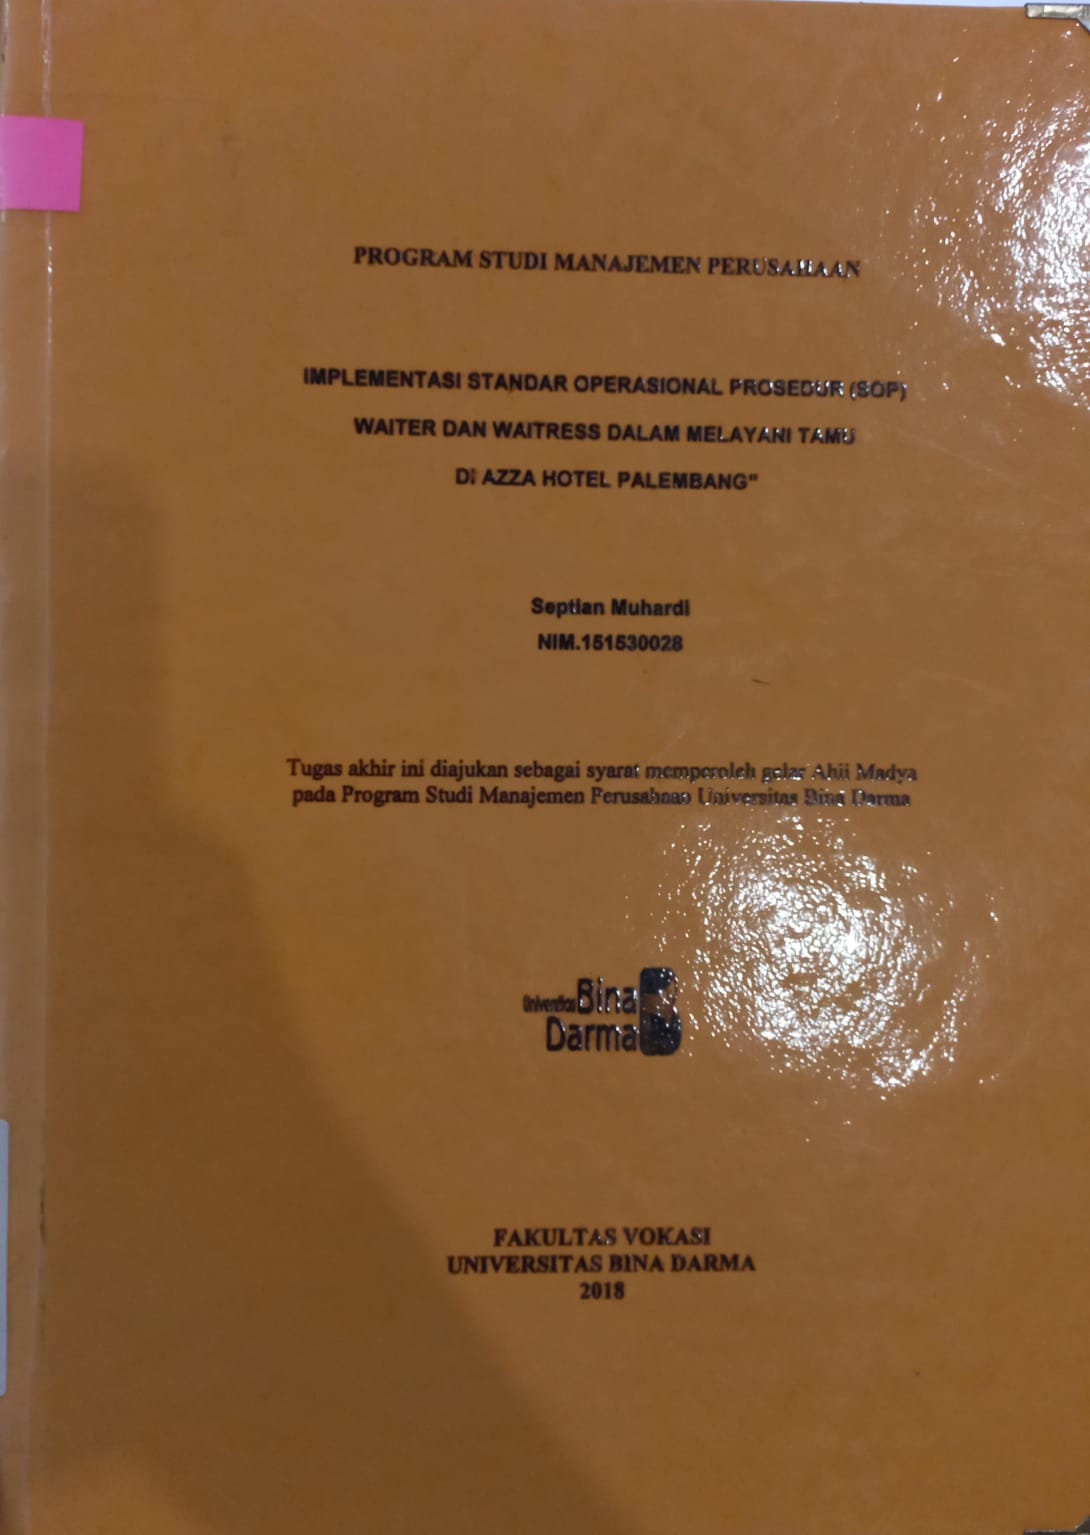 PROGRAM STUDI MANAJEMEN PERUSAHAAN
IMPLEMENTASI STANDAR OPERASIONAL PROSEDUR (SOP)
WAITER DAN WAITRESS DALAM MELAYANI TAMU
DI AZZA HOTEL PALEMBANG"
Septian Muhardi
NIM.151530028
Tugas akhir ini diajukan sebagai syarat memperoleh gelar Ahli Madya
pada Program Studi Manajemen Perusahaan Universitas Bina Darma
Universitas Bina
Darma
FAKULTAS VOKASI
UNIVERSITAS BINA DARMA
2018